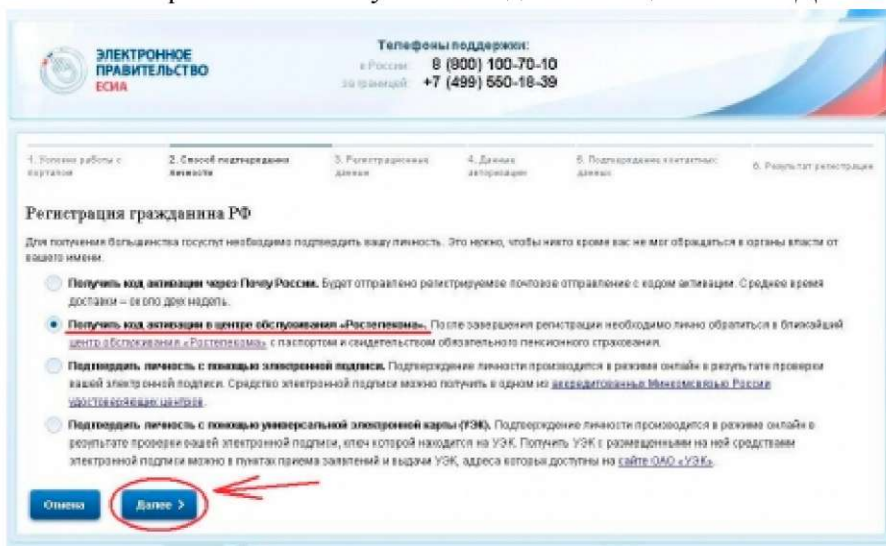 ЭЛЕКТРОННОЕ
ПРАВИТЕЛЬСТВО
ЕСИА
Телефоны поддержки:
в России: 8 (800) 100-70-10
за границей: +7 (499) 550-18-39
1. Условия работы с
порталом
2. Способ подтверждения
личности
3. Регистрационные
данные
4. Данные
авторизации
5. Подтверждение контактных
данных
6. Результат регистрации
Регистрация гражданина РФ
Для получения большинства госуслуг необходимо подтвердить вашу личность. Это нужно, чтобы никто кроме вас не мог обращаться в органы власти от
вашего имени.
Получить код активации через Почту России. Будет отправлено регистрируемое почтовое отправление с кодом активации. Среднее время
доставки – около двух недель.
Получить код активации в центре обслуживания «Ростелекома». После завершения регистрации необходимо лично обратиться в ближайший
центр обслуживания «Ростелекома» с паспортом и свидетельством обязательного пенсионного страхования.
Подтвердить личность с помощью электронной подписи. Подтверждение личности производится в режиме онлайн в результате проверки
вашей электронной подписи. Средство электронной подписи можно получить в одном из аккредитованных Минкомсвязью России
удостоверяющих центров.
Подтвердить личность с помощью универсальной электронной карты (УЭК). Подтверждение личности производится в режиме онлайн в
результате проверки вашей электронной подписи, ключ которой находится на УЭК. Получить УЭК с размещенными на ней средствами
электронной подписи можно в пунктах приема заявлений и выдачи УЭК, адреса которых доступны на сайте ОАО «УЭК».
Отмена
Далее >